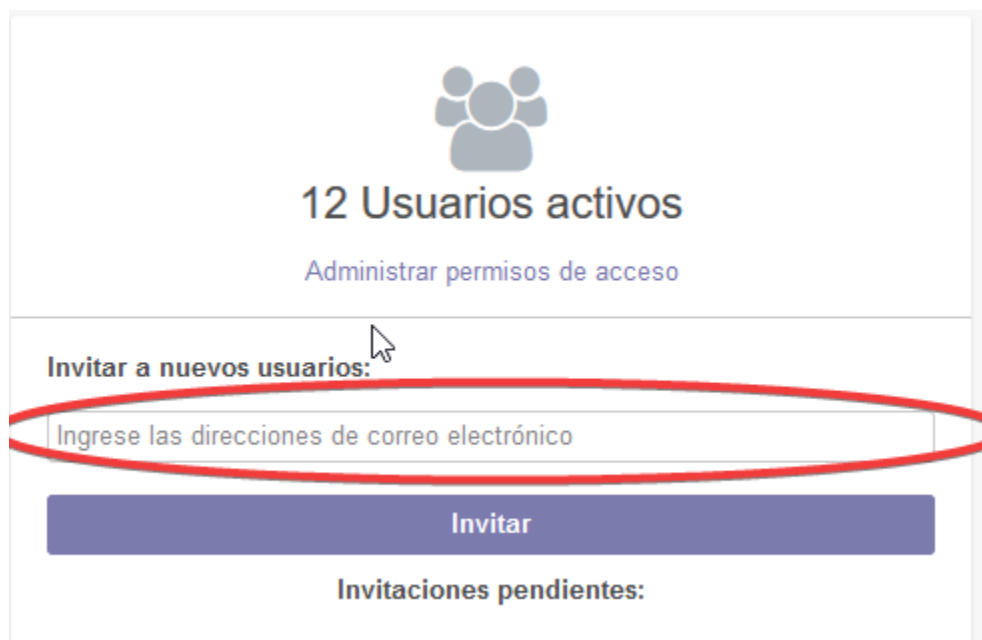 12 Usuarios activos
Administrar permisos de acceso
Invitar a nuevos usuarios:
Ingrese las direcciones de correo electrónico
Invitar
Invitaciones pendientes: